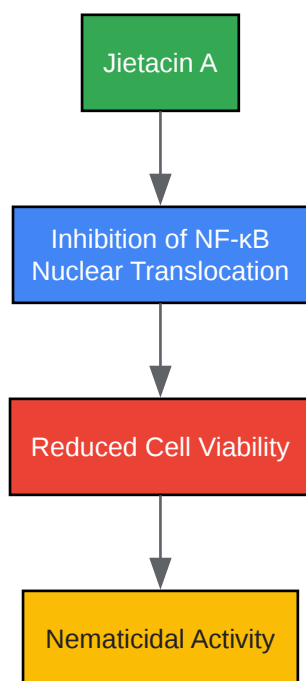 Jietacin A
Inhibition of NF-κB
Nuclear Translocation
Reduced Cell Viability
Nematicidal Activity